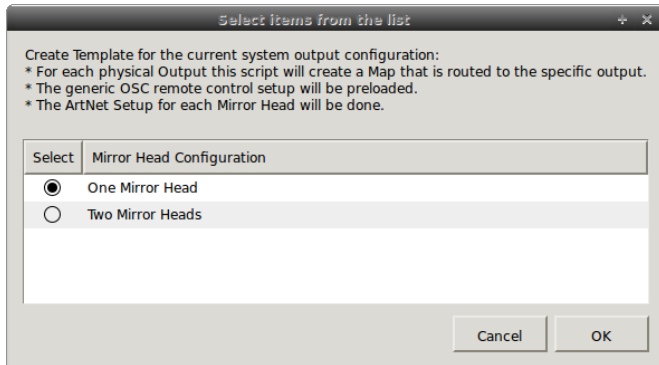 Select items from the list
Create Template for the current system output configuration:
* For each physical Output this script will create a Map that is routed to the specific output.
* The generic OSC remote control setup will be preloaded.
* The ArtNet Setup for each Mirror Head will be done.
Select Mirror Head Configuration
One Mirror Head
Two Mirror Heads
Cancel OK